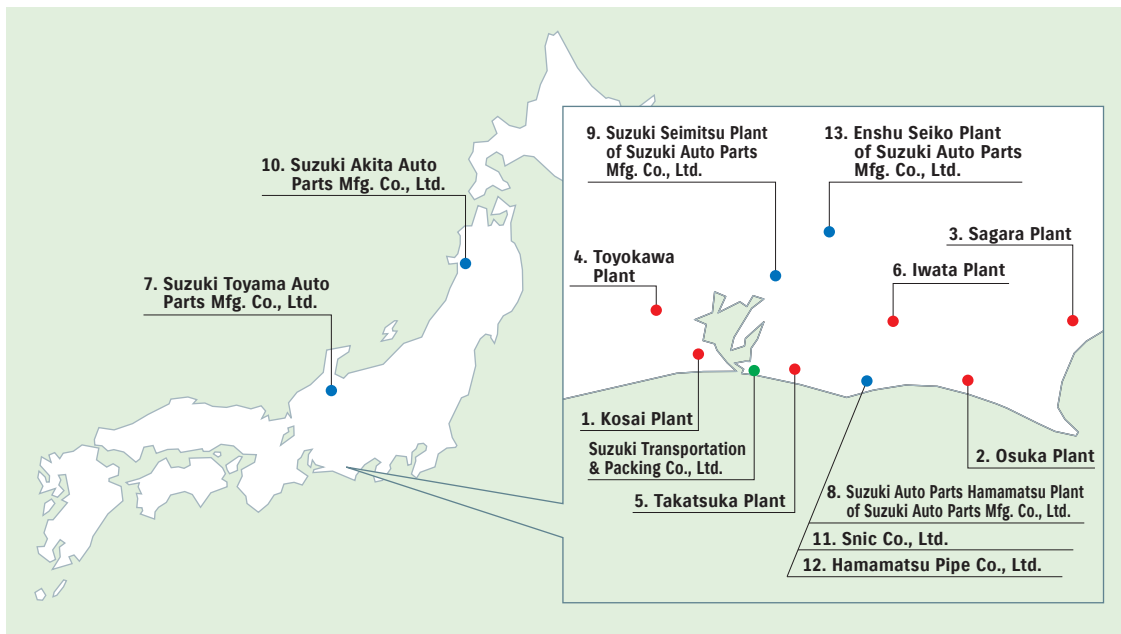 10. Suzuki Akita Auto
Parts Mfg. Co., Ltd.
7. Suzuki Toyama Auto
Parts Mfg. Co., Ltd.
9. Suzuki Seimitsu Plant
of Suzuki Auto Parts
Mfg. Co., Ltd.
13. Enshu Seiko Plant
of Suzuki Auto Parts
Mfg. Co., Ltd.
3. Sagara Plant
4. Toyokawa
Plant
6. Iwata Plant
1. Kosai Plant
Suzuki Transportation
& Packing Co., Ltd.
5. Takatsuka Plant
2. Osuka Plant
8. Suzuki Auto Parts Hamamatsu Plant
of Suzuki Auto Parts Mfg. Co., Ltd.
11. Snic Co., Ltd.
12. Hamamatsu Pipe Co., Ltd.